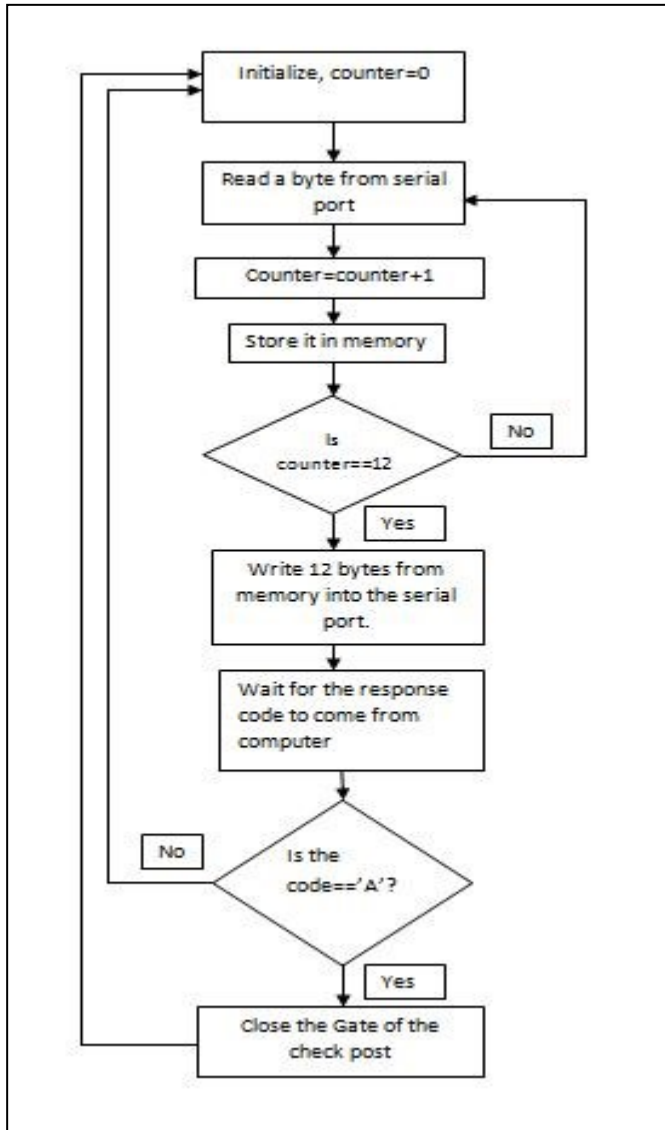 Initialize, counter=0
Read a byte from serial
port
Counter=counter+1
Store it in memory
Is
counter==12
No
Yes
Write 12 bytes from
memory into the serial
port.
Wait for the response
code to come from
computer
No
Is the
code==’A’?
Yes
Close the Gate of the
check post